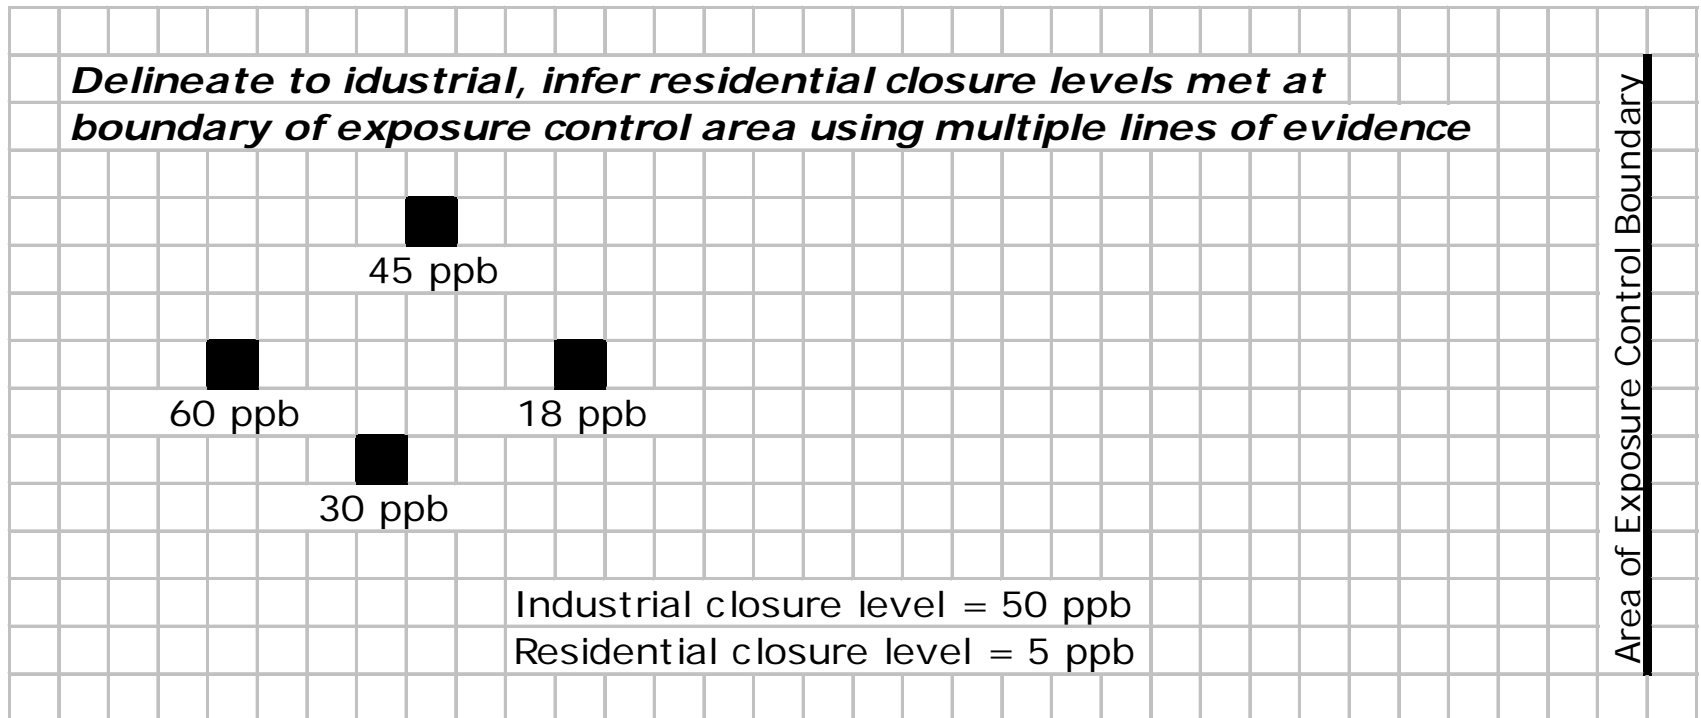 Delineate to idustrial, infer residential closure levels met at
boundary of exposure control area using multiple lines of evidence
45 ppb
60 ppb
18 ppb
30 ppb
Industrial closure level = 50 ppb
Residential closure level = 5 ppb
Area of Exposure Control Boundary